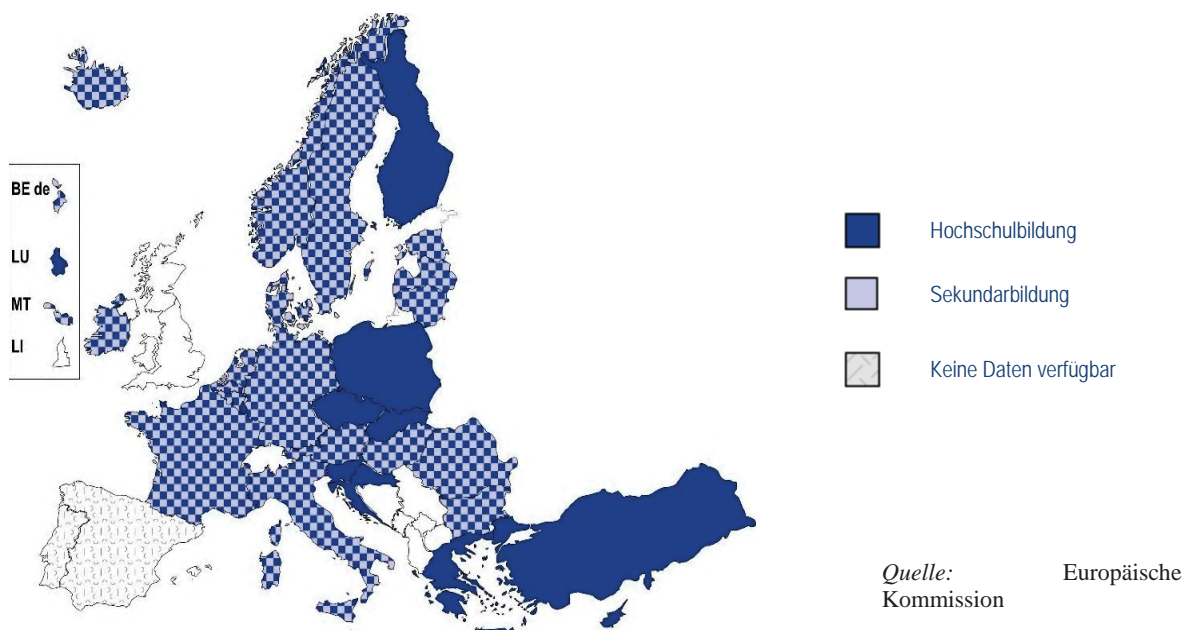 BE de
LU
MT
LI
Hochschulbildung
Sekundarbildung
Keine Daten verfügbar
Quelle: Europäische
Kommission